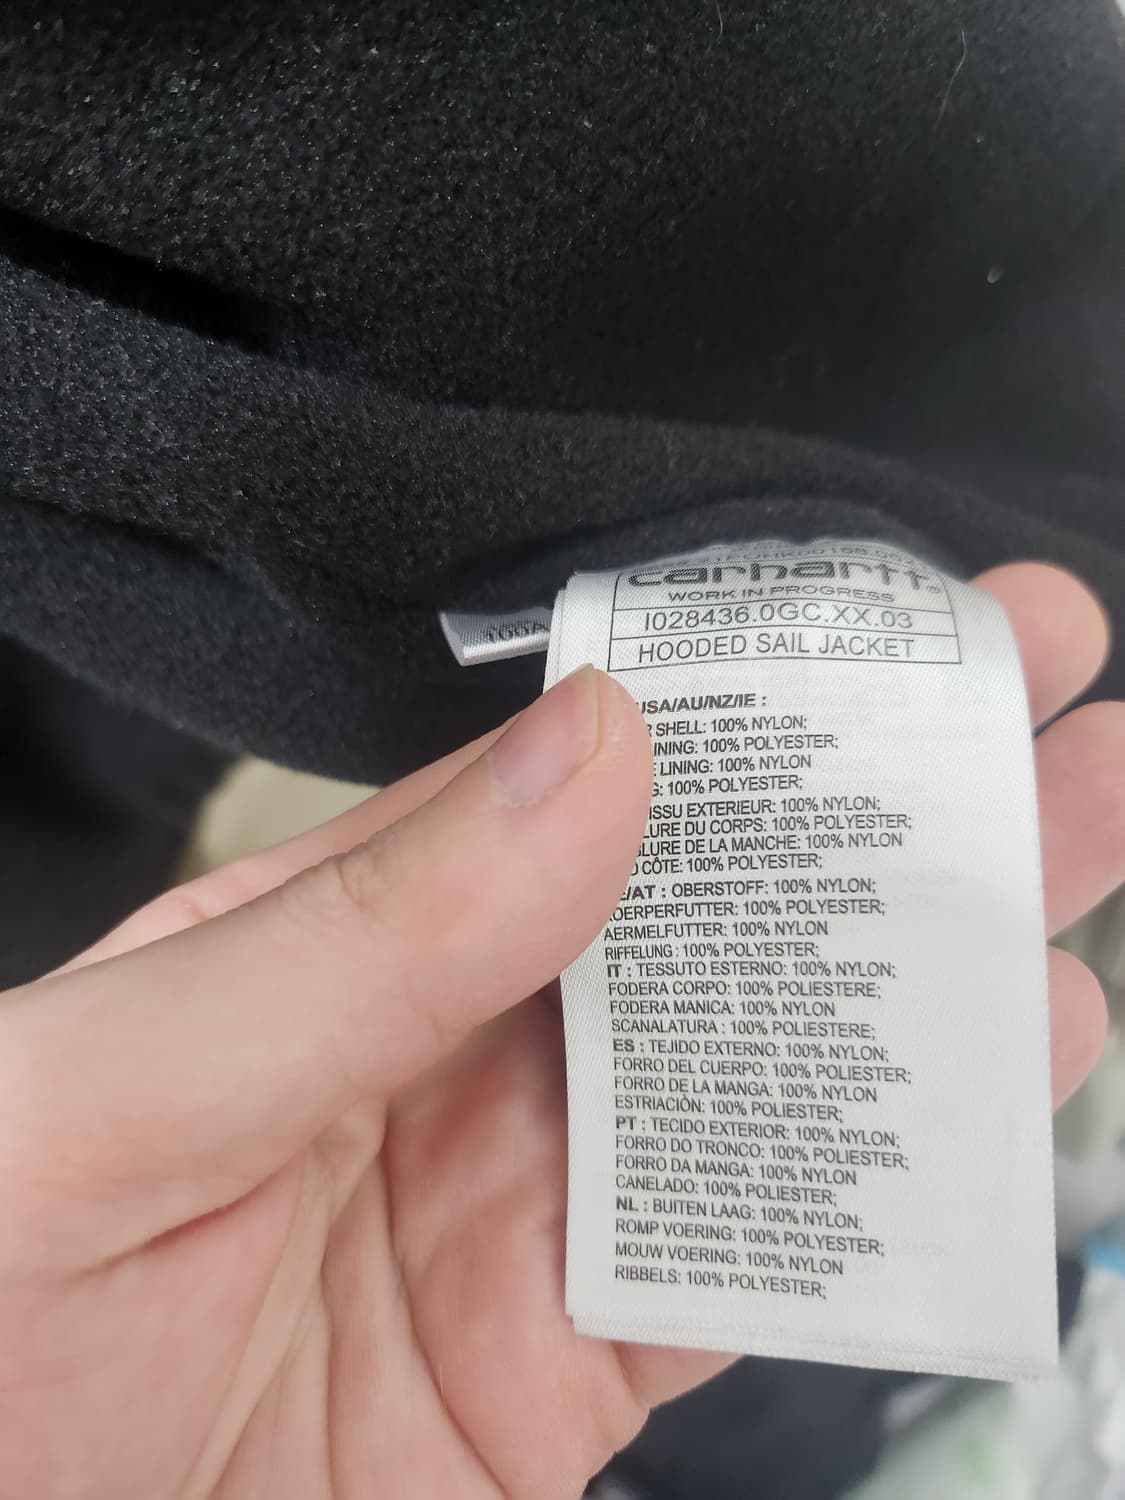 carhartt®
WORK IN PROGRESS
I028436.0GC.XX.03
HOODED SAIL JACKET
USA/AU/NZ/IE :
SHELL: 100% NYLON;
LINING: 100% POLYESTER;
LINING: 100% NYLON
100% POLYESTER;
EXTERIEUR: 100% NYLON;
DU CORPS: 100% POLYESTER;
DE LA MANCHE: 100% NYLON
CÔTE: 100% POLYESTER;
/AT : OBERSTOFF: 100% NYLON;
KOERPERFUTTER: 100% POLYESTER;
AERMELFUTTER: 100% NYLON
RIFFELUNG : 100% POLYESTER;
IT : TESSUTO ESTERNO: 100% NYLON;
FODERA CORPO: 100% POLIESTERE;
FODERA MANICA: 100% NYLON
SCANALATURA : 100% POLIESTERE;
ES : TEJIDO EXTERNO: 100% NYLON;
FORRO DEL CUERPO: 100% POLIESTER;
FORRO DE LA MANGA: 100% NYLON
ESTRIACIÒN: 100% POLIESTER;
PT : TECIDO EXTERIOR: 100% NYLON;
FORRO DO TRONCO: 100% POLIESTER;
FORRO DA MANGA: 100% NYLON
CANELADO: 100% POLIESTER;
NL : BUITEN LAAG: 100% NYLON;
ROMP VOERING: 100% POLYESTER;
MOUW VOERING: 100% NYLON
RIBBELS: 100% POLYESTER;